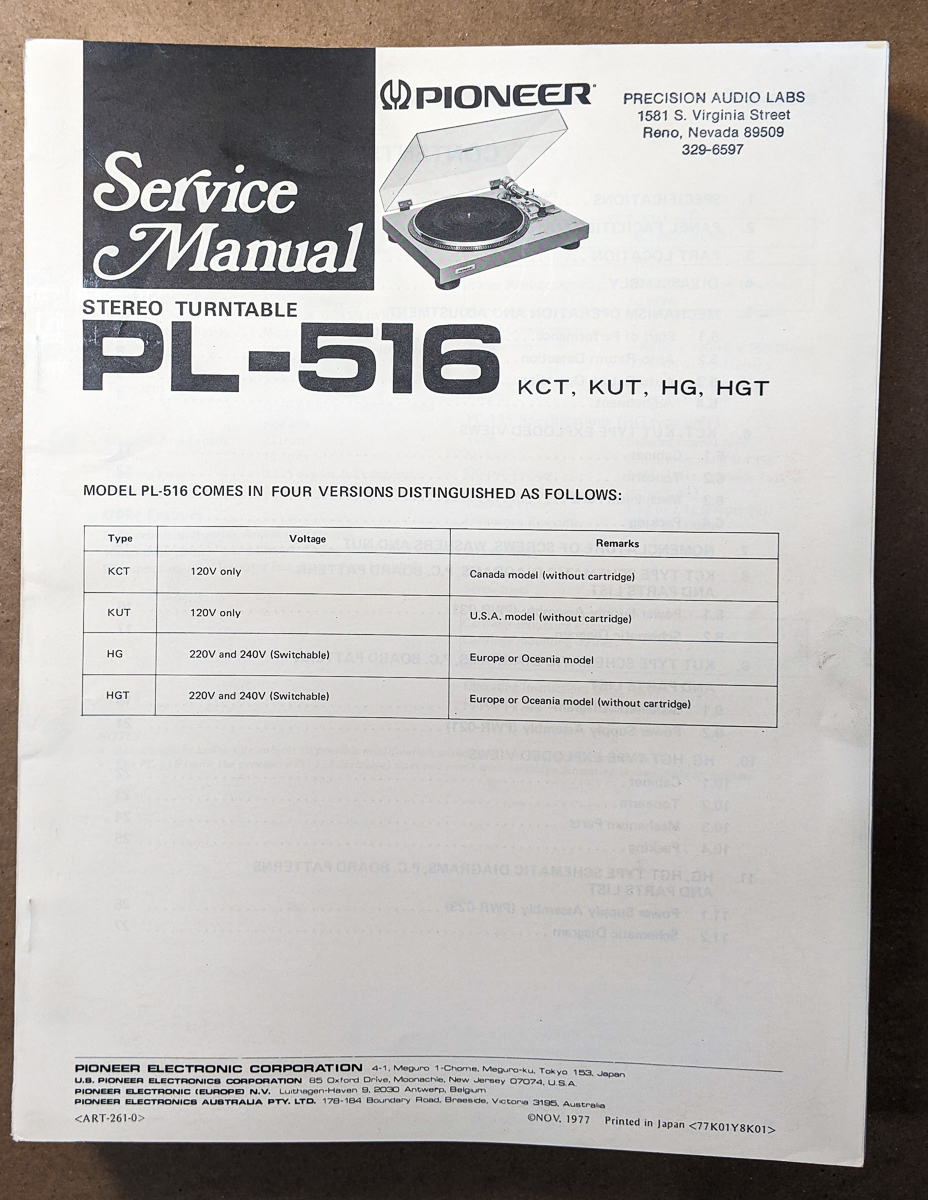 Service
Manual
PIONEER
PRECISION AUDIO LABS
1581 S. Virginia Street
Reno, Nevada 89509
329-6597
STEREO TURNTABLE
PL-516 KCT, KUT, HG, HGT
MODEL PL-516 COMES IN FOUR VERSIONS DISTINGUISHED AS FOLLOWS:
Type Voltage Remarks
KCT 120V only Canada model (without cartridge)
KUT 120V only U.S.A. model (without cartridge)
HG 220V and 240V (Switchable) Europe or Oceania model
HGT 220V and 240V (Switchable) Europe or Oceania model (without cartridge)
PIONEER ELECTRONIC CORPORATION 4-1, Meguro 1-Chome, Meguro-ku, Tokyo 153, Japan
U.S. PIONEER ELECTRONICS CORPORATION 85 Oxford Drive, Moonachie, New Jersey 07074, U.S.A.
PIONEER ELECTRONIC (EUROPE) N.V. Luithagen-Haven 9, 2030 Antwerp, Belgium
PIONEER ELECTRONICS AUSTRALIA PTY. LTD. 178-184 Boundary Road, Braeside, Victoria 3195, Australia
<ART-261-0> ©NOV. 1977 Printed in Japan <77K01Y8K01>